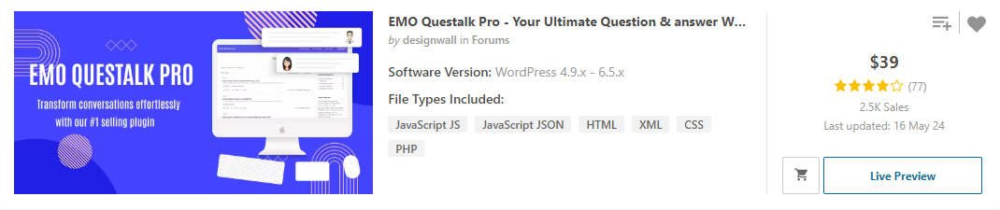 EMO QUESTALK PRO
Transform conversations effortlessly
with our #1 selling plugin
EMO Questalk Pro - Your Ultimate Question & answer W...
by designwall in Forums
Software Version: WordPress 4.9.x - 6.5.x
File Types Included:
JavaScript JS JavaScript JSON HTML XML CSS
PHP
$39
(77)
2.5K Sales
Last updated: 16 May 24
Live Preview